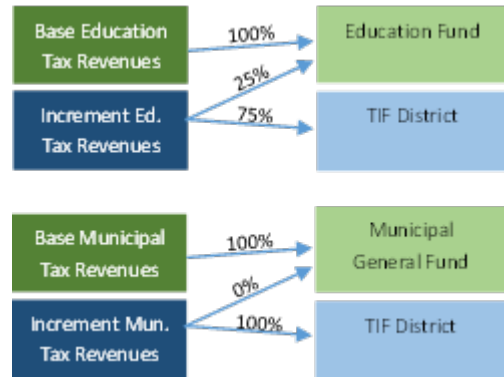 Base Education
Tax Revenues
100%
Education Fund
25%
Increment Ed.
Tax Revenues
75%
TIF District
Base Municipal
Tax Revenues
100%
Municipal
General Fund
0%
Increment Mun.
Tax Revenues
100%
TIF District